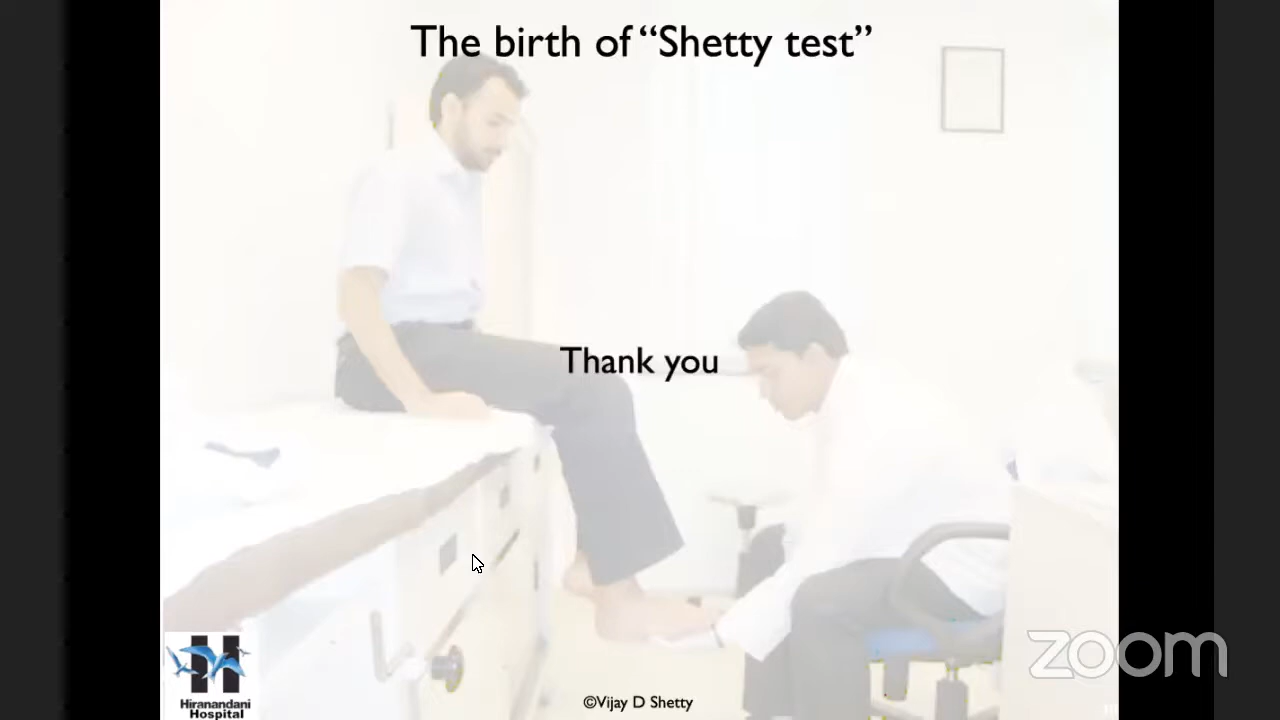 The birth of “Shetty test”
Thank you
zoom
Hiranandani
Hospital
©Vijay D Shetty